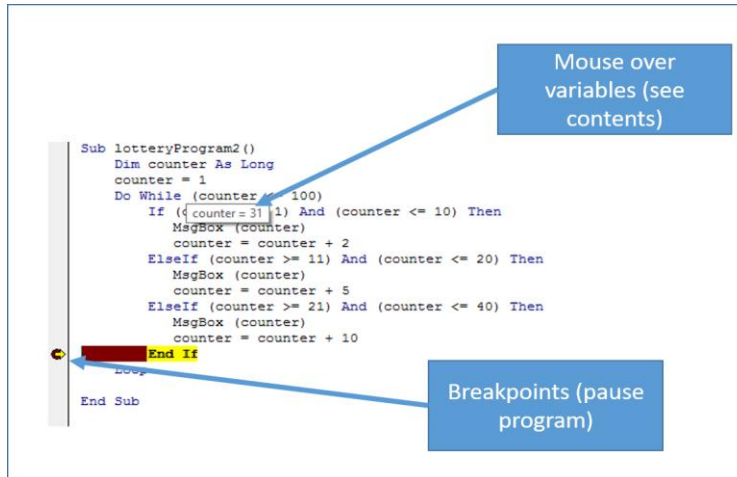 Mouse over
variables (see
contents)
Sub lotteryProgram2()
    Dim counter As Long
    counter = 1
    Do While (counter <= 100)
        If ( counter = 31 1) And (counter <= 10) Then
            MsgBox (counter)
            counter = counter + 2
        ElseIf (counter >= 11) And (counter <= 20) Then
            MsgBox (counter)
            counter = counter + 5
        ElseIf (counter >= 21) And (counter <= 40) Then
            MsgBox (counter)
            counter = counter + 10
        End If
    Loop
End Sub
Breakpoints (pause
program)